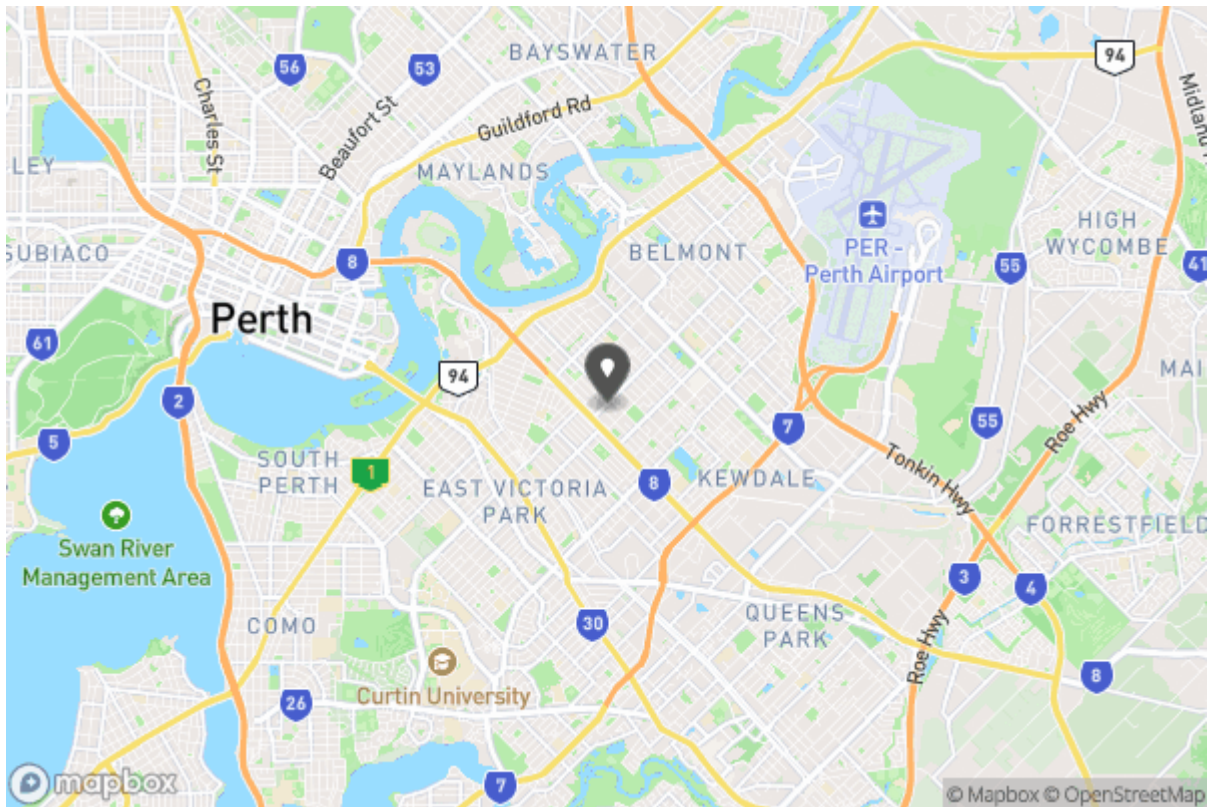 BAYSWATER
56
53
94
Charles St
Beaufort St
Guildford Rd
MAYLANDS
LEY
SUBIACO
8
BELMONT
PER -
Perth Airport
HIGH
WYCOMBE
55
41
Perth
61
94
2
5
MAI
7
55
Roe Hwy
SOUTH
PERTH
1
EAST VICTORIA
PARK
8
KEWDALE
Tonkin Hwy
Swan River
Management Area
FORRESTFIELD
3
4
COMO
30
QUEENS
PARK
Roe Hwy
8
Curtin University
26
7
mapbox
© Mapbox © OpenStreetMap